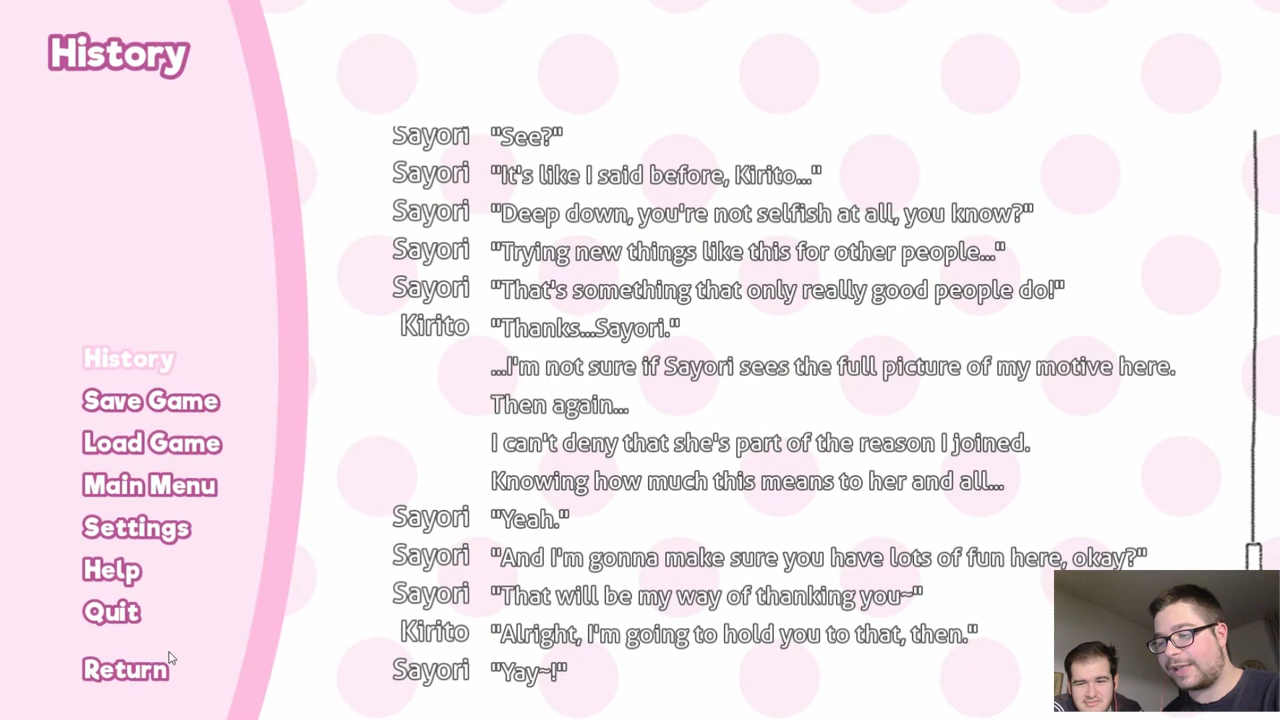 History
Sayori "See?"
Sayori "It's like I said before, Kirito..."
Sayori "Deep down, you're not selfish at all, you know?"
Sayori "Trying new things like this for other people..."
Sayori "That's something that only really good people do!"
Kirito "Thanks...Sayori."
...I'm not sure if Sayori sees the full picture of my motive here.
Then again...
I can't deny that she's part of the reason I joined.
Knowing how much this means to her and all...
Sayori "Yeah."
Sayori "And I'm gonna make sure you have lots of fun here, okay?"
Sayori "That will be my way of thanking you~"
Kirito "Alright, I'm going to hold you to that, then."
Sayori "Yay~!"
History
Save Game
Load Game
Main Menu
Settings
Help
Quit
Return